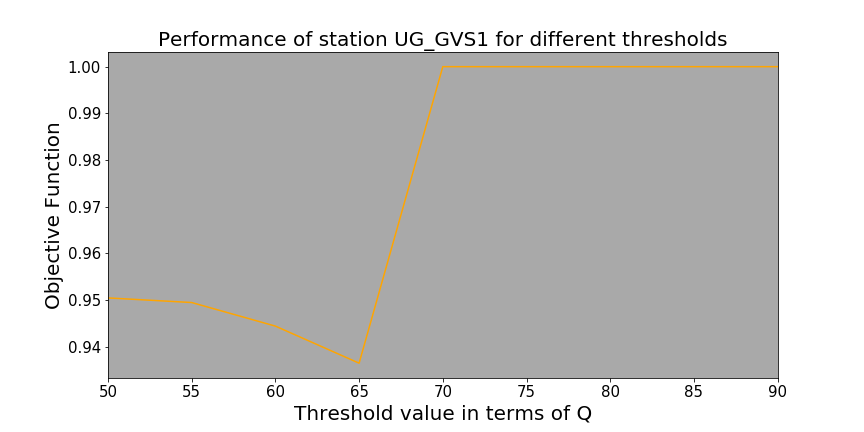 Performance of station UG_GVS1 for different thresholds
1.00
0.99
0.98
0.97
0.96
0.95
0.94
Objective Function
50 55 60 65 70 75 80 85 90
Threshold value in terms of Q